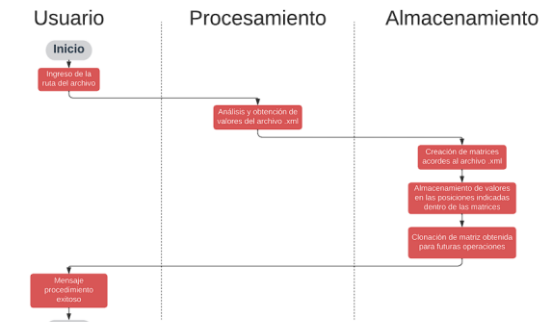 Usuario
Procesamiento
Almacenamiento
Inicio
Ingreso de la
ruta del archivo
Análisis y obtención de
valores del archivo .xml
Creación de matrices
acordes al archivo .xml
Almacenamiento de valores
en las posiciones indicadas
dentro de las matrices
Clonación de matriz obtenida
para futuras operaciones
Mensaje
procedimiento
exitoso